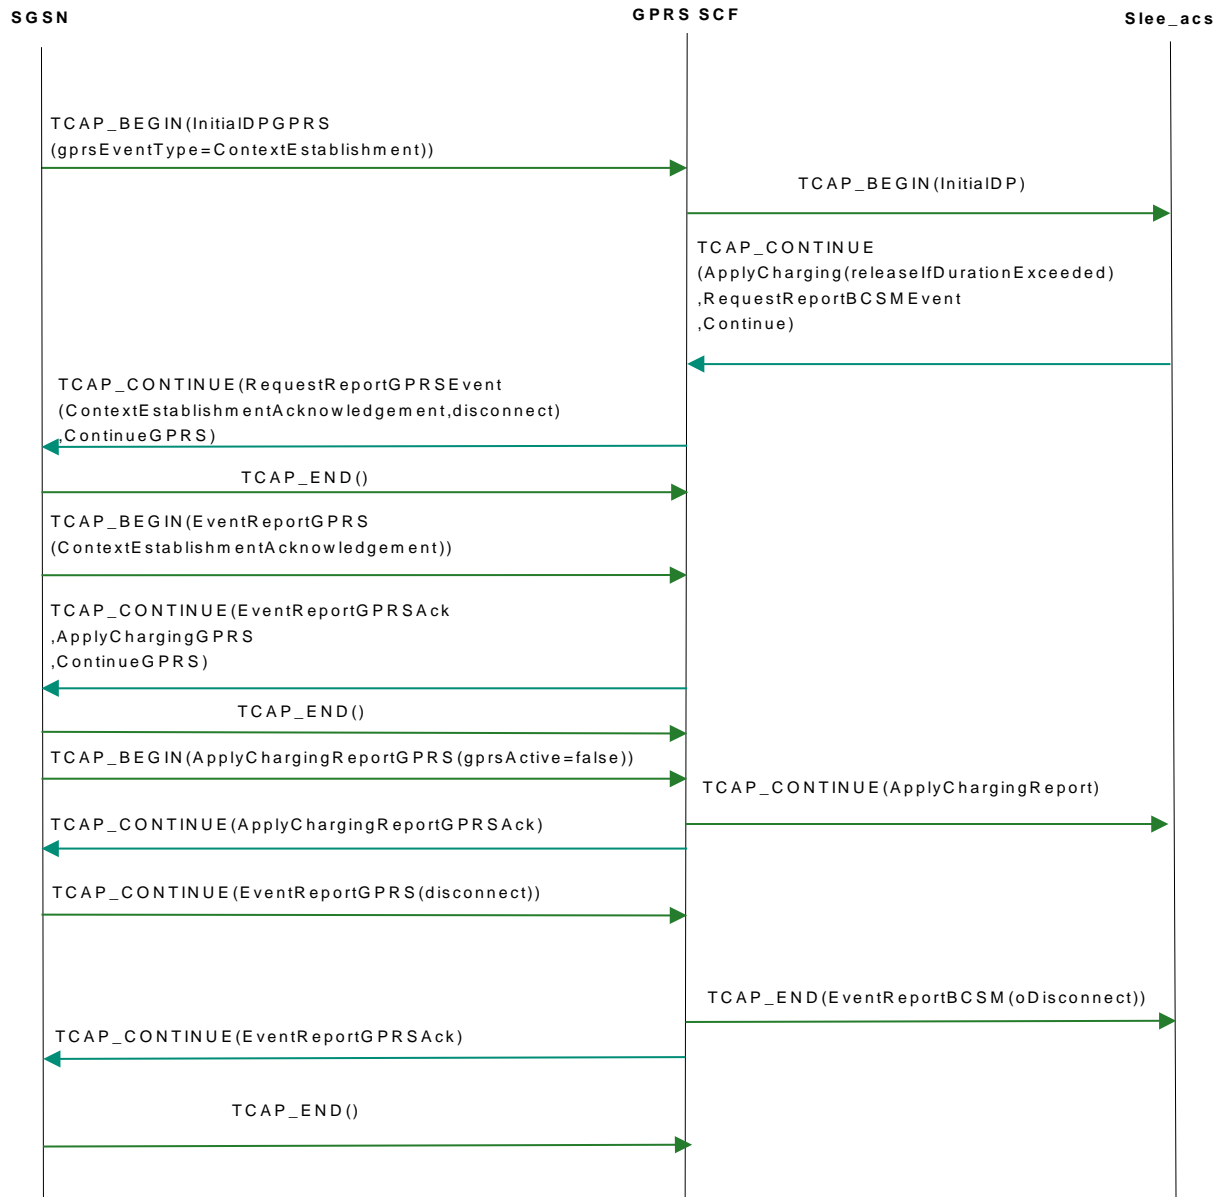 SGSN
GPRS SCF
Slee_acs
TCAP_BEGIN(InitialDPGPRS
(gprsEventType=ContextEstablishment))
TCAP_BEGIN(InitialDP)
TCAP_CONTINUE
(ApplyCharging(releaseIfDurationExceeded)
,RequestReportBCSMEvent
,Continue)
TCAP_CONTINUE(RequestReportGPRSEvent
(ContextEstablishmentAcknowledgement,disconnect)
,ContinueGPRS)
TCAP_END()
TCAP_BEGIN(EventReportGPRS
(ContextEstablishmentAcknowledgement))
TCAP_CONTINUE(EventReportGPRSAck
,ApplyChargingGPRS
,ContinueGPRS)
TCAP_END()
TCAP_BEGIN(ApplyChargingReportGPRS(gprsActive=false))
TCAP_CONTINUE(ApplyChargingReport)
TCAP_CONTINUE(ApplyChargingReportGPRSAck)
TCAP_CONTINUE(EventReportGPRS(disconnect))
TCAP_END(EventReportBCSM(oDisconnect))
TCAP_CONTINUE(EventReportGPRSAck)
TCAP_END()